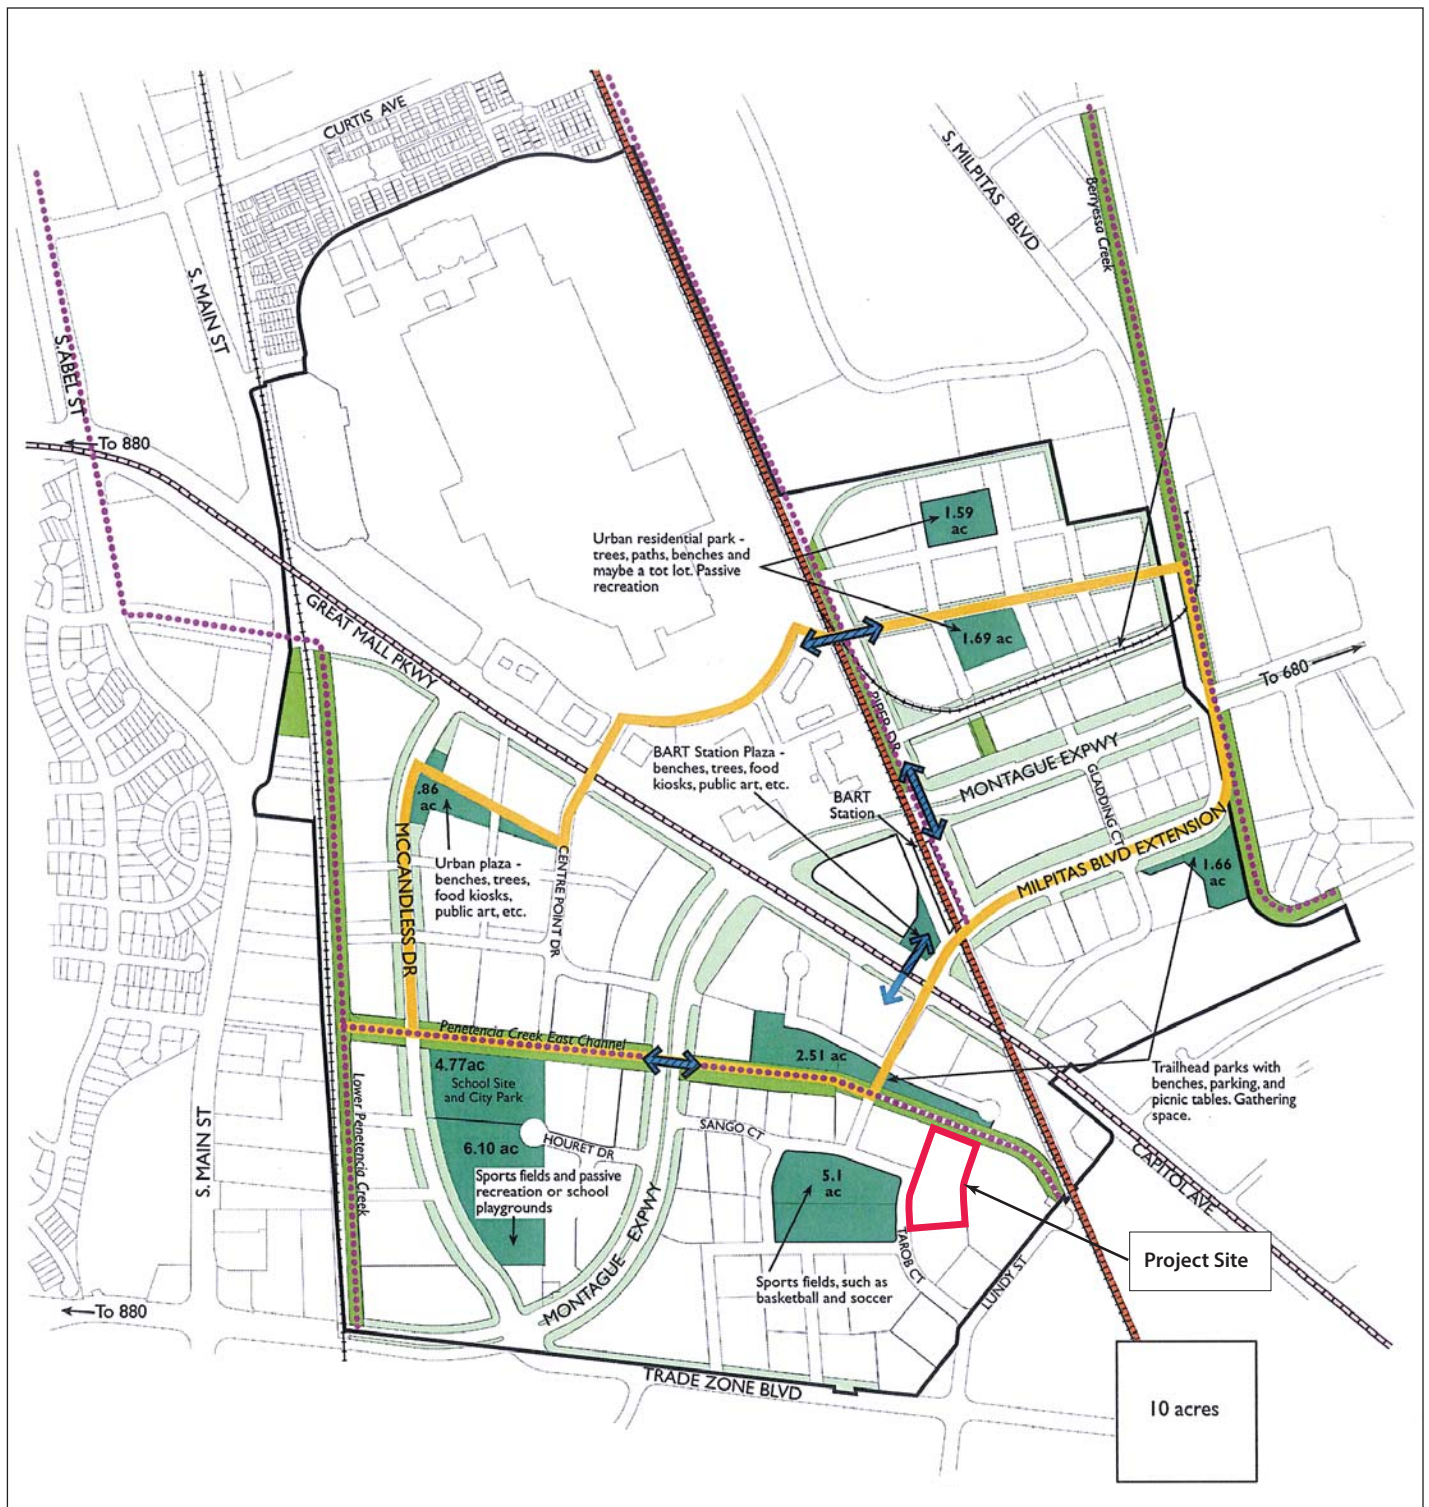 CURTIS AVE
S. MILPITAS BLVD
Berryessa Creek
S. MAIN ST
S. ABEL ST
To 880
1.59
ac
Urban residential park -
trees, paths, benches and
maybe a tot lot. Passive
recreation
GREAT MALL PKWY
1.69 ac
To 680
PIPER DR
BART Station Plaza -
benches, trees, food
kiosks, public art, etc.
MONTAGUE EXPWY
GLADDING CT
BART
Station
.86
ac
MCCANDLESS DR
CENTRE POINT DR
Urban plaza -
benches, trees,
food kiosks,
public art, etc.
MILPITAS BLVD EXTENSION
1.66
ac
Penetencia Creek East Channel
2.51 ac
4.77ac
School Site
and City Park
Trailhead parks with
benches, parking, and
picnic tables. Gathering
space.
Lower Penetencia Creek
S. MAIN ST
SANGO CT
HOURET DR
6.10 ac
Sports fields and passive
recreation or school
playgrounds
5.1
ac
CAPITOL AVE
MONTAGUE EXPWY
TAROB CT
LUNDY ST
Project Site
Sports fields, such as
basketball and soccer
To 880
TRADE ZONE BLVD
10 acres